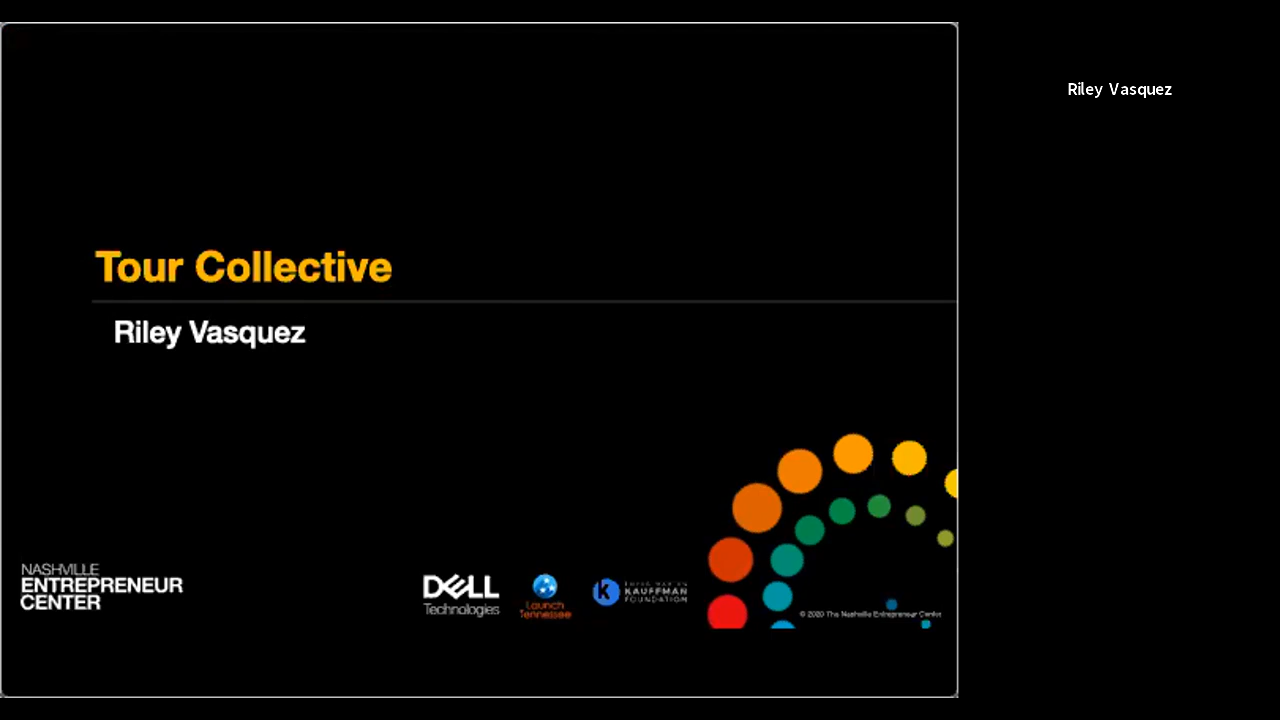 Riley Vasquez
Tour Collective
Riley Vasquez
NASHVILLE
ENTREPRENEUR
CENTER
DELL
Technologies
Launch
Tennessee
KAUFFMAN
FOUNDATION
© 2020 The Nashville Entrepreneur Center